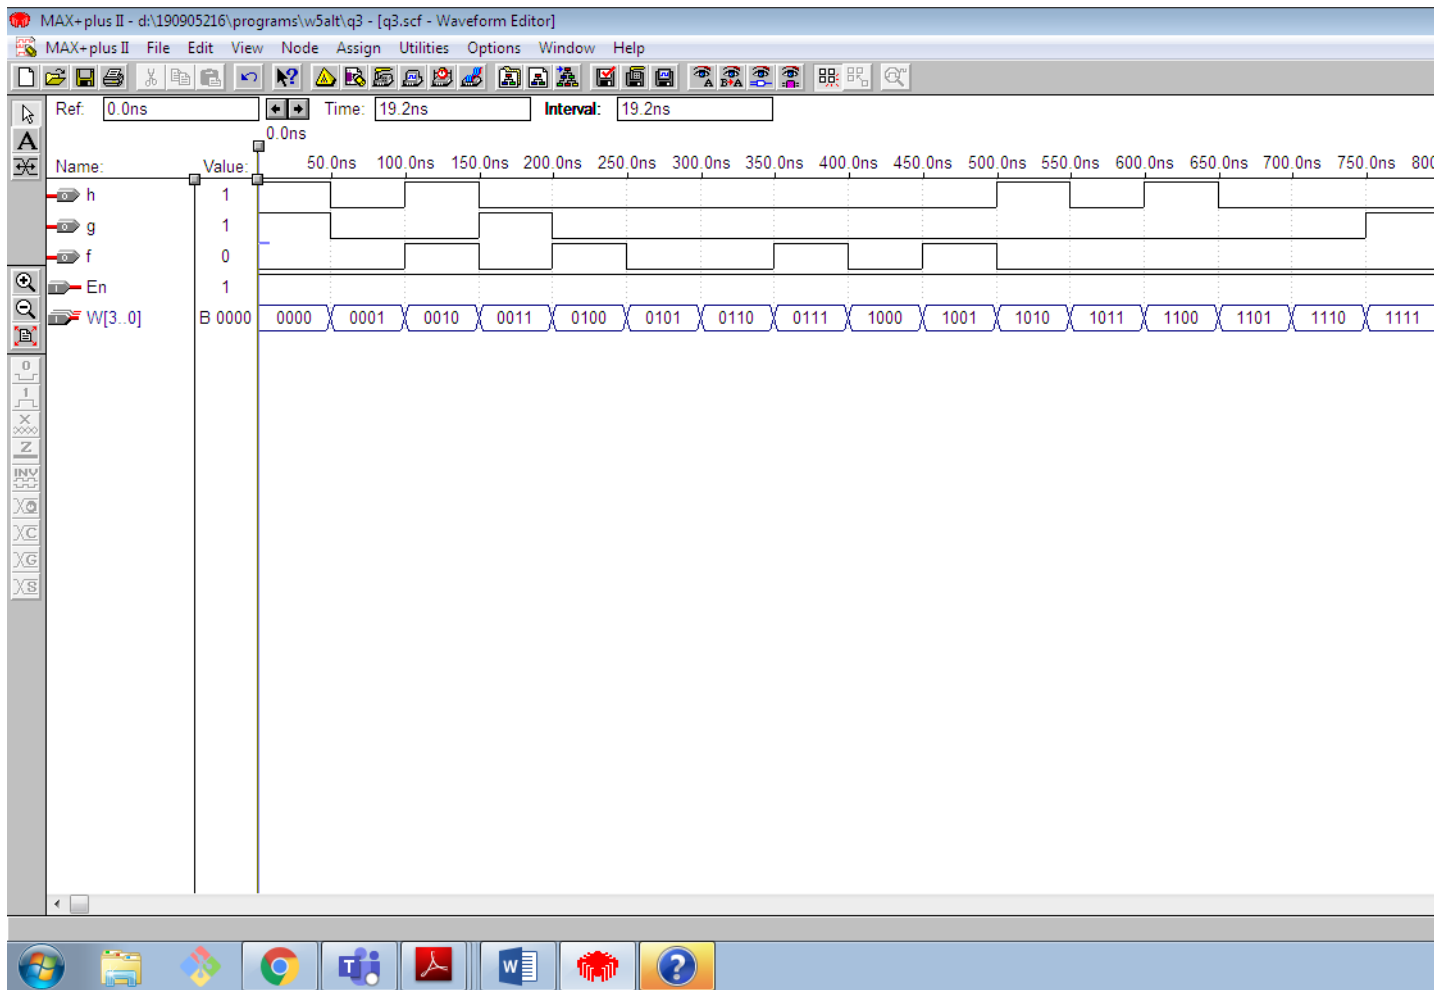 MAX+plus II - d:\190905216\programs\w5alt\q3 - [q3.scf - Waveform Editor]
MAX+plus II File Edit View Node Assign Utilities Options Window Help
Ref: 0.0ns Time: 19.2ns Interval: 19.2ns
0.0ns
Name: Value: 50.0ns 100.0ns 150.0ns 200.0ns 250.0ns 300.0ns 350.0ns 400.0ns 450.0ns 500.0ns 550.0ns 600.0ns 650.0ns 700.0ns 750.0ns 800
h 1
g 1
f 0
En 1
W[3..0] B 0000 0000 0001 0010 0011 0100 0101 0110 0111 1000 1001 1010 1011 1100 1101 1110 1111
A
0
1
X
Z
INV
C
G
S